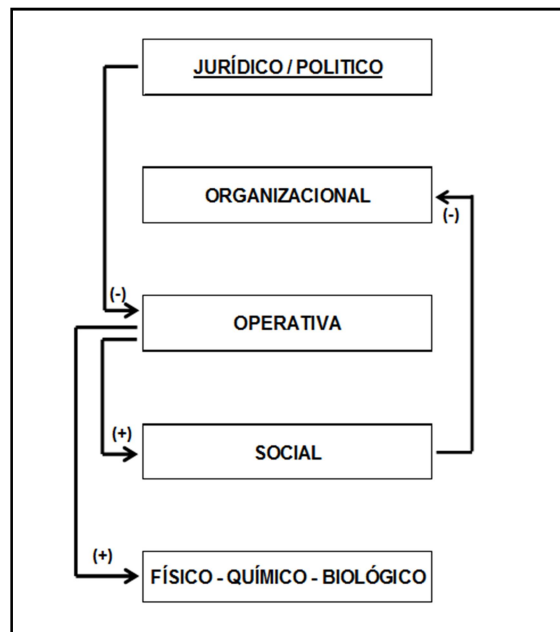 JURÍDICO / POLITICO
ORGANIZACIONAL
(-)
(-)
OPERATIVA
(+)
SOCIAL
(+)
FÍSICO - QUÍMICO - BIOLÓGICO